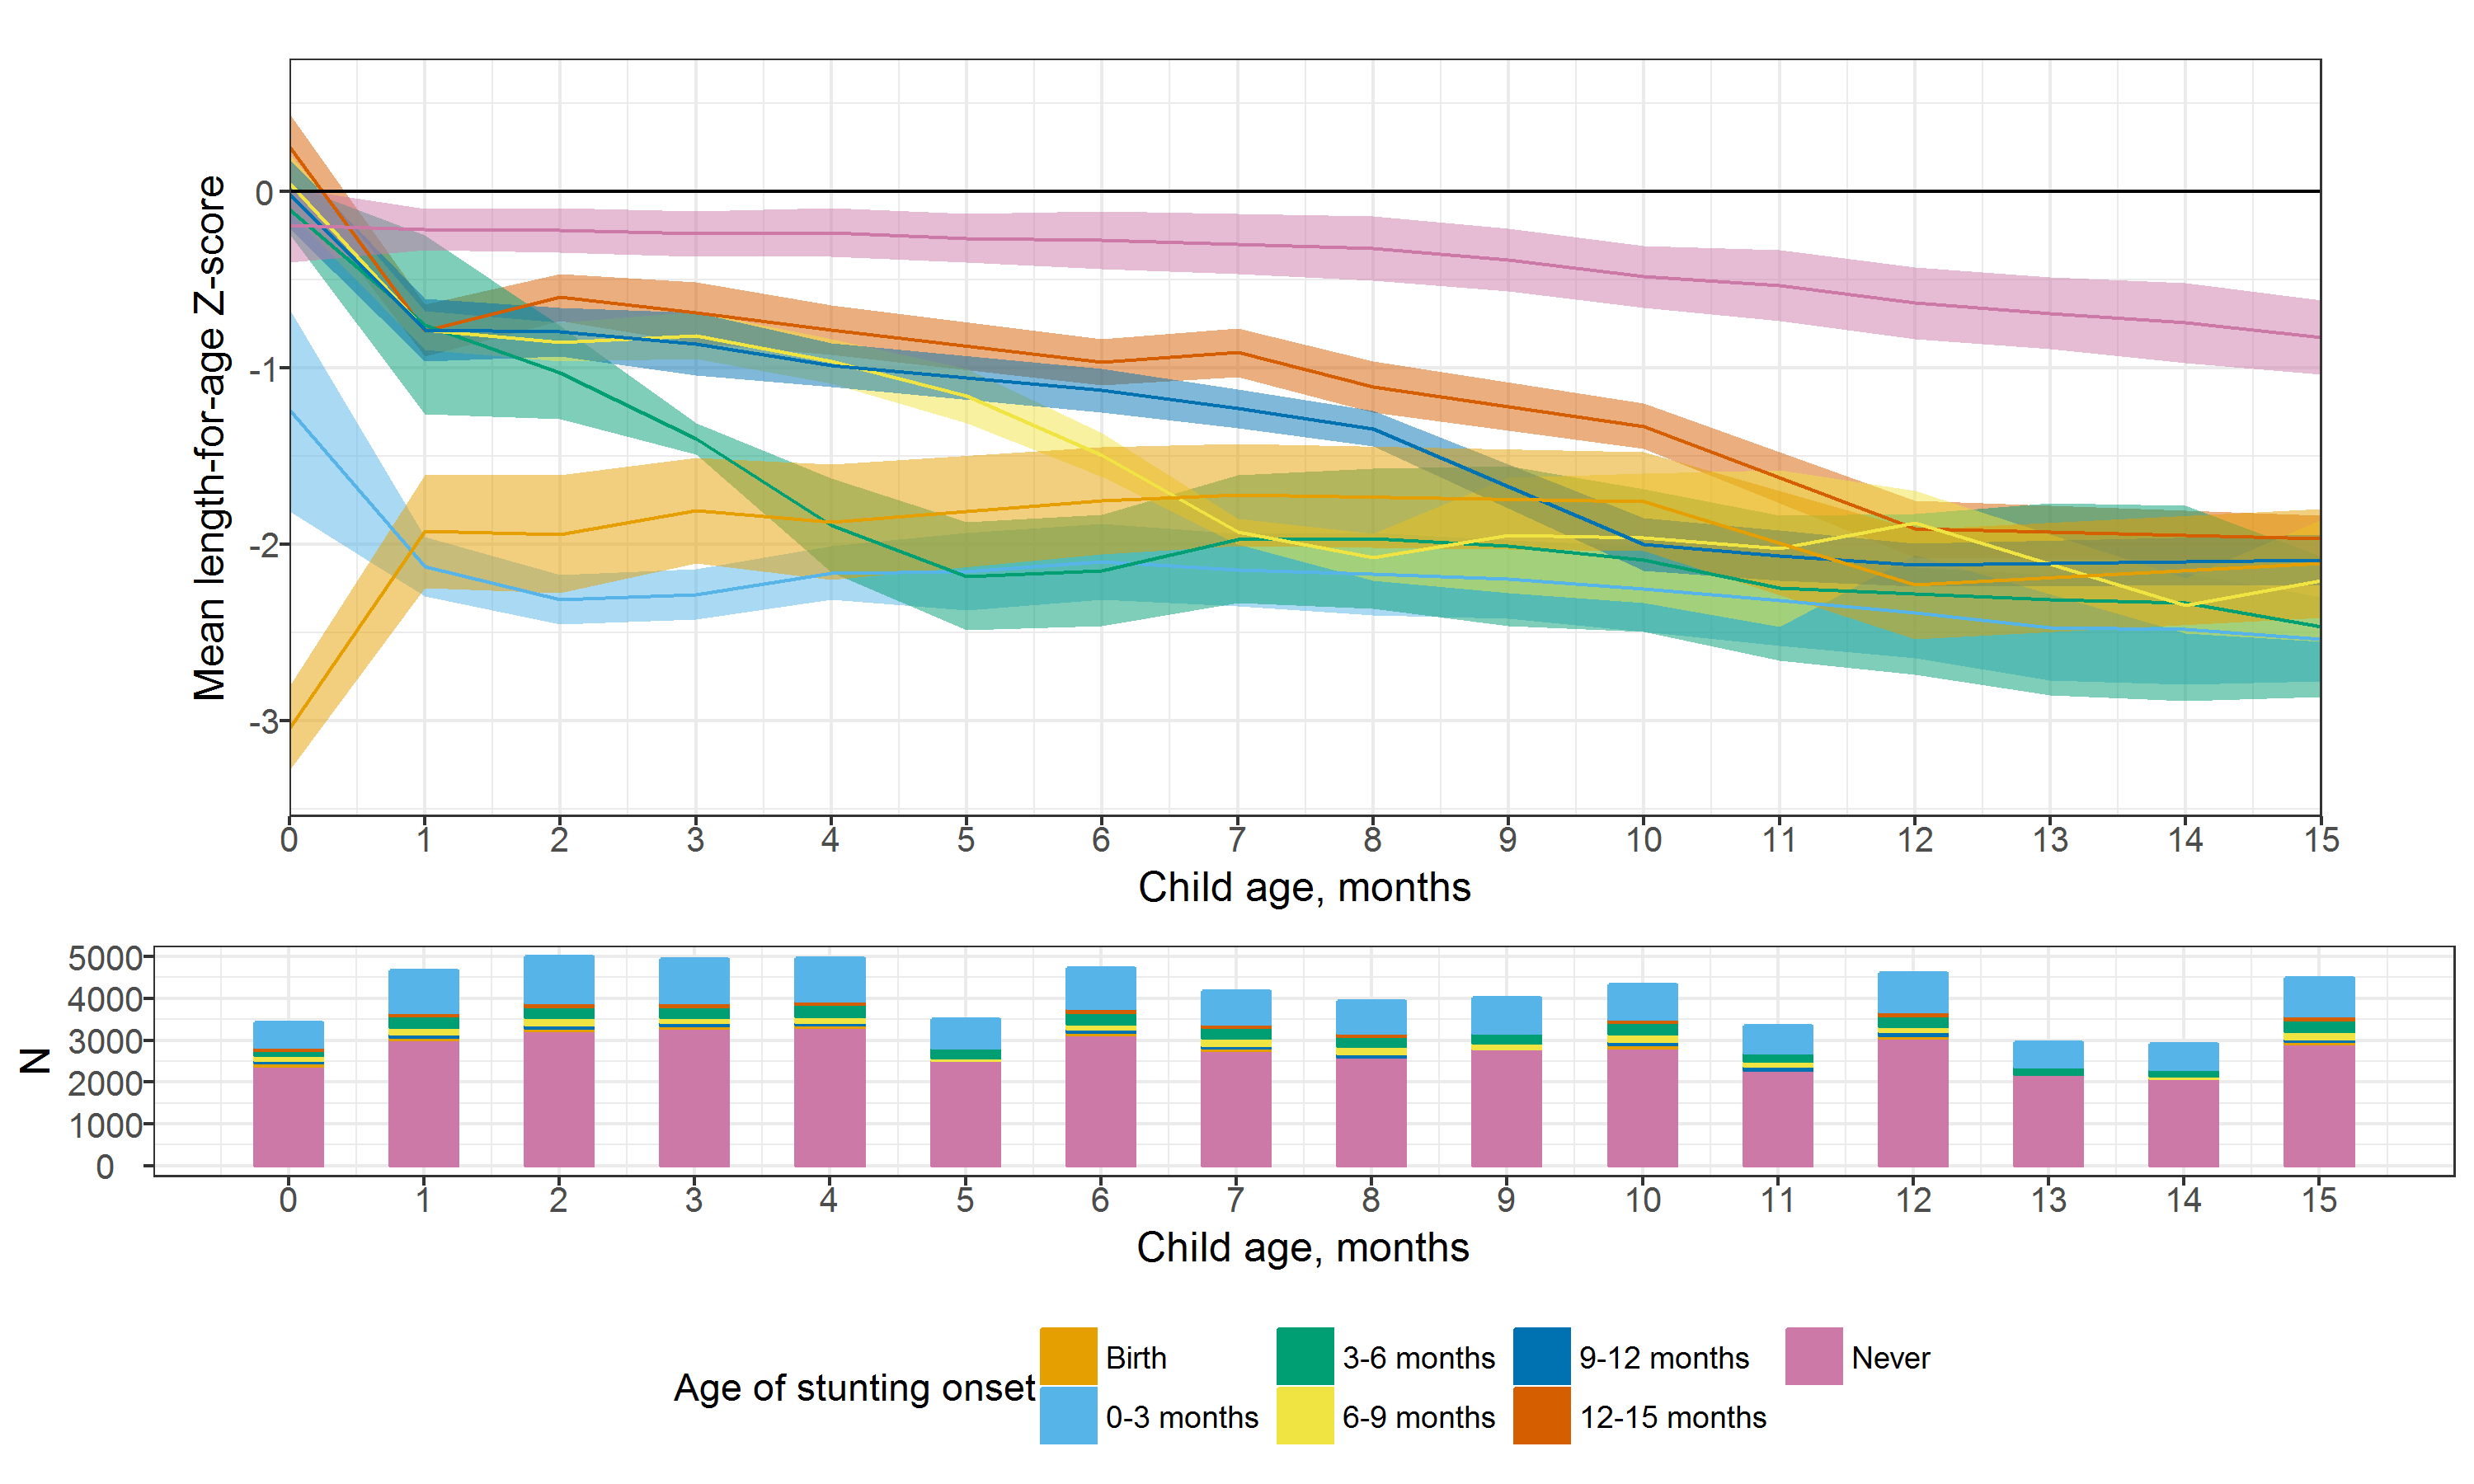 Mean length-for-age Z-score
0
-1
-2
-3
0 1 2 3 4 5 6 7 8 9 10 11 12 13 14 15
Child age, months
N
5000
4000
3000
2000
1000
0
0 1 2 3 4 5 6 7 8 9 10 11 12 13 14 15
Child age, months
Age of stunting onset
Birth 3-6 months 9-12 months Never
0-3 months 6-9 months 12-15 months